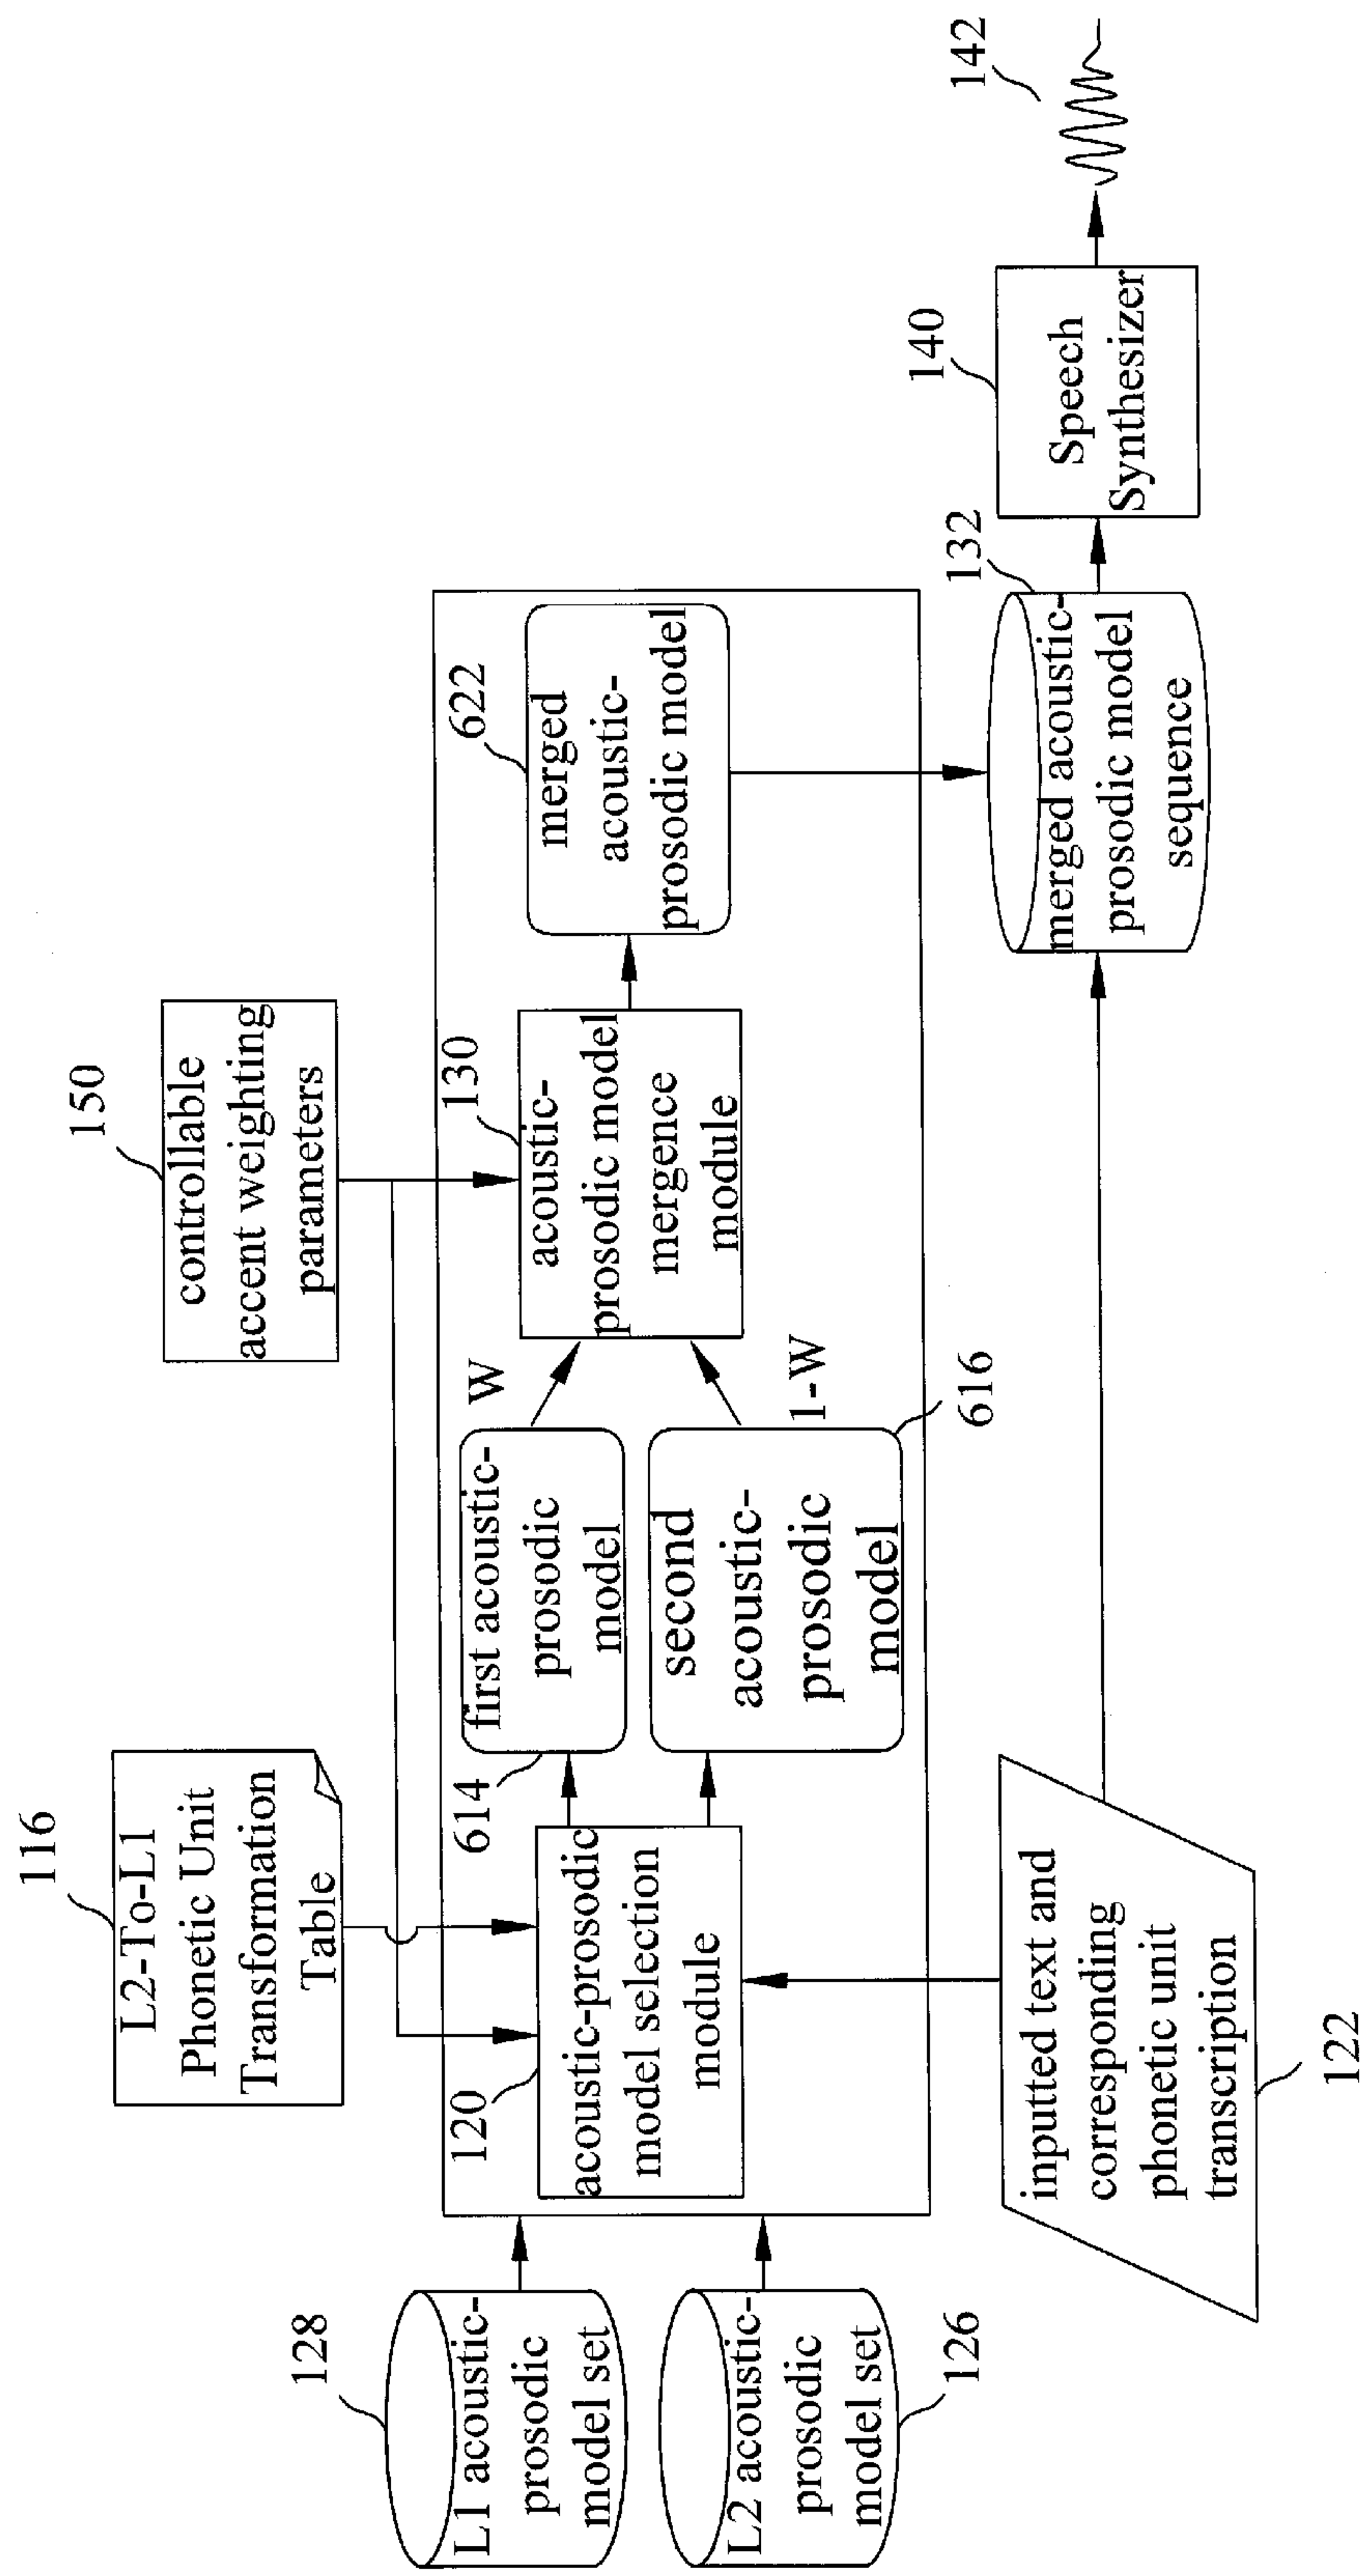 116
L2-To-L1
Phonetic Unit
Transformation
Table
150
controllable
accent weighting
parameters
128
L1 acoustic-
prosodic
model set
126
L2 acoustic-
prosodic
model set
120
acoustic-prosodic
model selection
module
614
first acoustic-
prosodic
model
W
second
acoustic-
prosodic
model
616
1-W
130
acoustic-
prosodic model
mergence
module
622
merged
acoustic-
prosodic model
inputted text and
corresponding
phonetic unit
transcription
122
132
merged acoustic-
prosodic model
sequence
140
Speech
Synthesizer
142